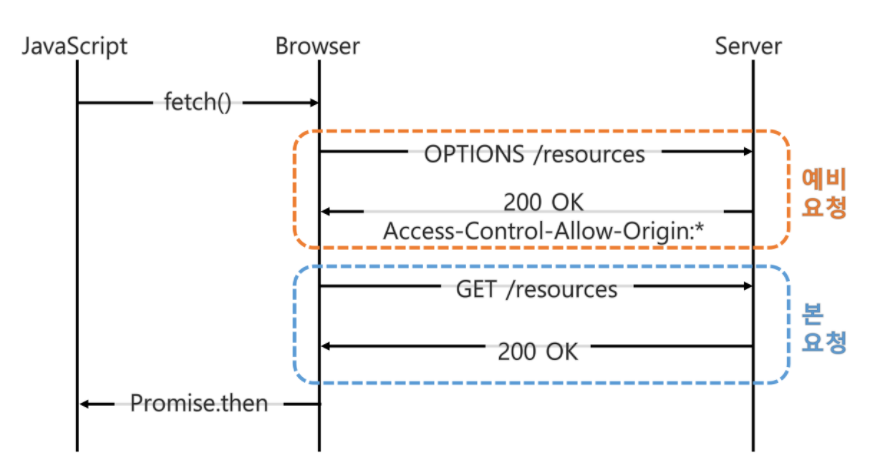 JavaScript
Browser
Server
fetch()
OPTIONS /resources
200 OK
Access-Control-Allow-Origin:*
예비
요청
GET /resources
200 OK
본
요청
Promise.then